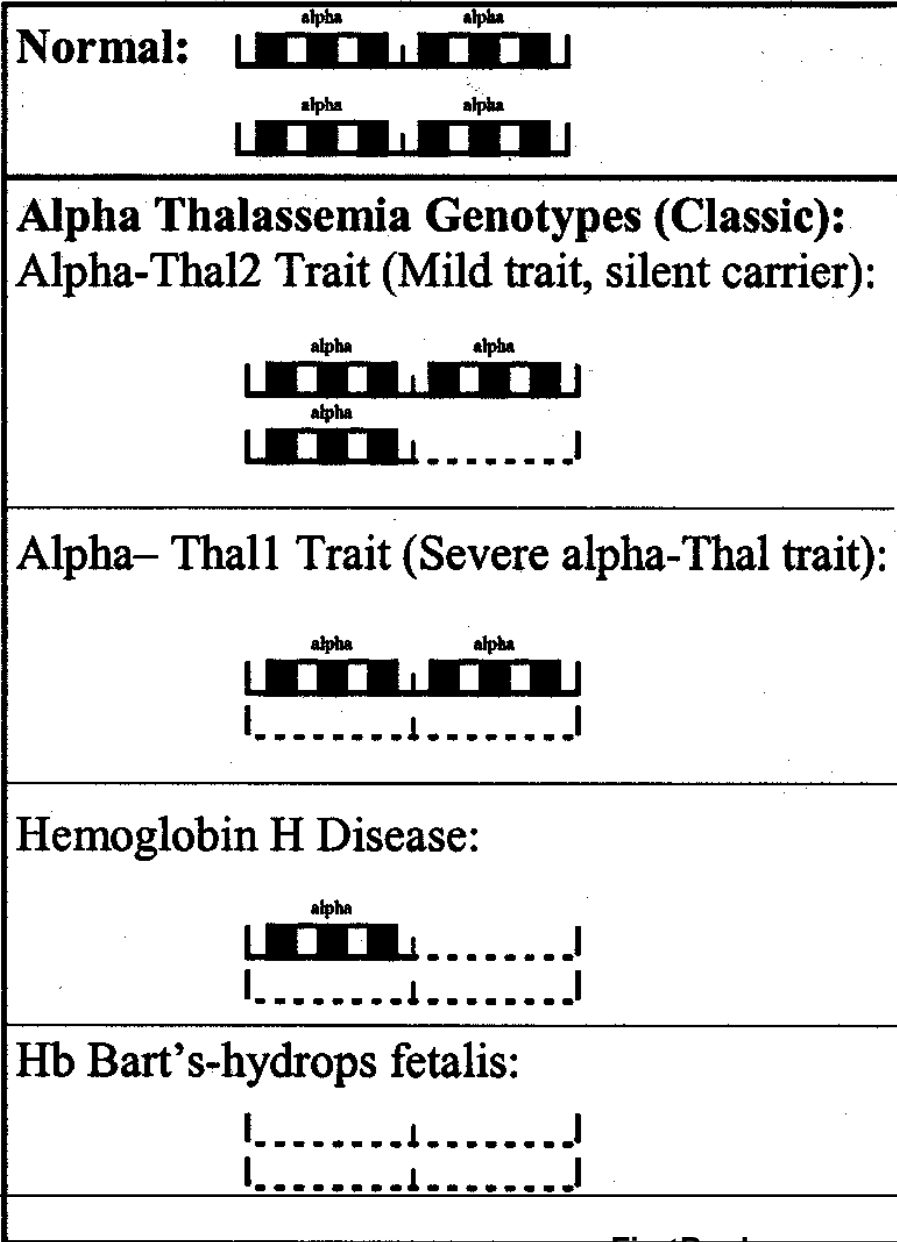 alpha alpha
Normal:
alpha alpha
Alpha Thalassemia Genotypes (Classic):
Alpha-Thal2 Trait (Mild trait, silent carrier):
alpha alpha
alpha
Alpha– Thal1 Trait (Severe alpha-Thal trait):
alpha alpha
Hemoglobin H Disease:
alpha
Hb Bart's-hydrops fetalis: